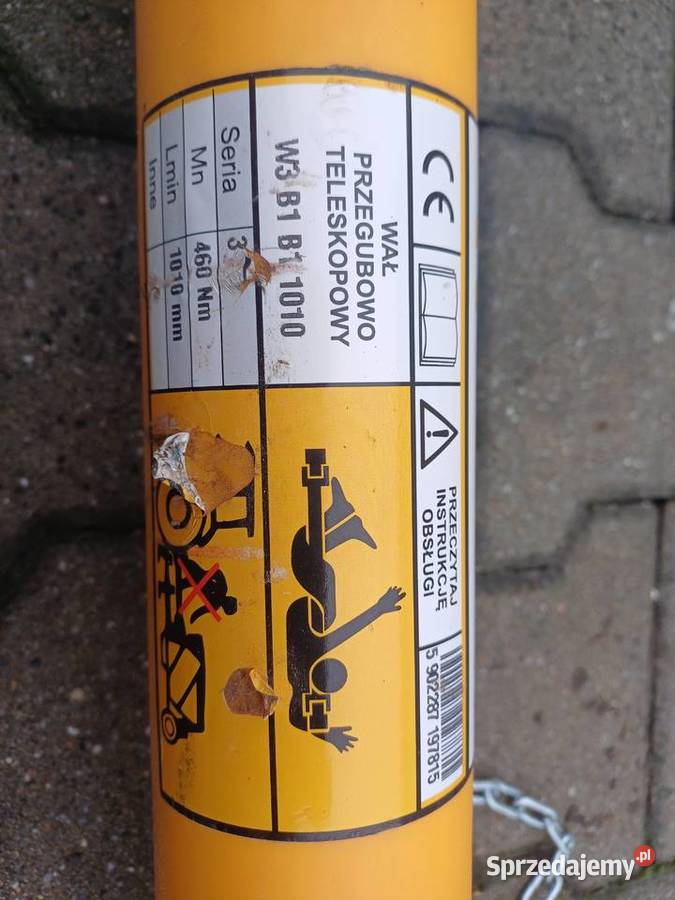 CE
WAŁ
PRZEGUBOWO
TELESKOPOWY
W3 B1 B1 1010
Seria 3
Mn 460 Nm
Lmin 1010 mm
Inne
PRZECZYTAJ
INSTRUKCJĘ
OBSŁUGI
5 902287 197815
Sprzedajemy.pl